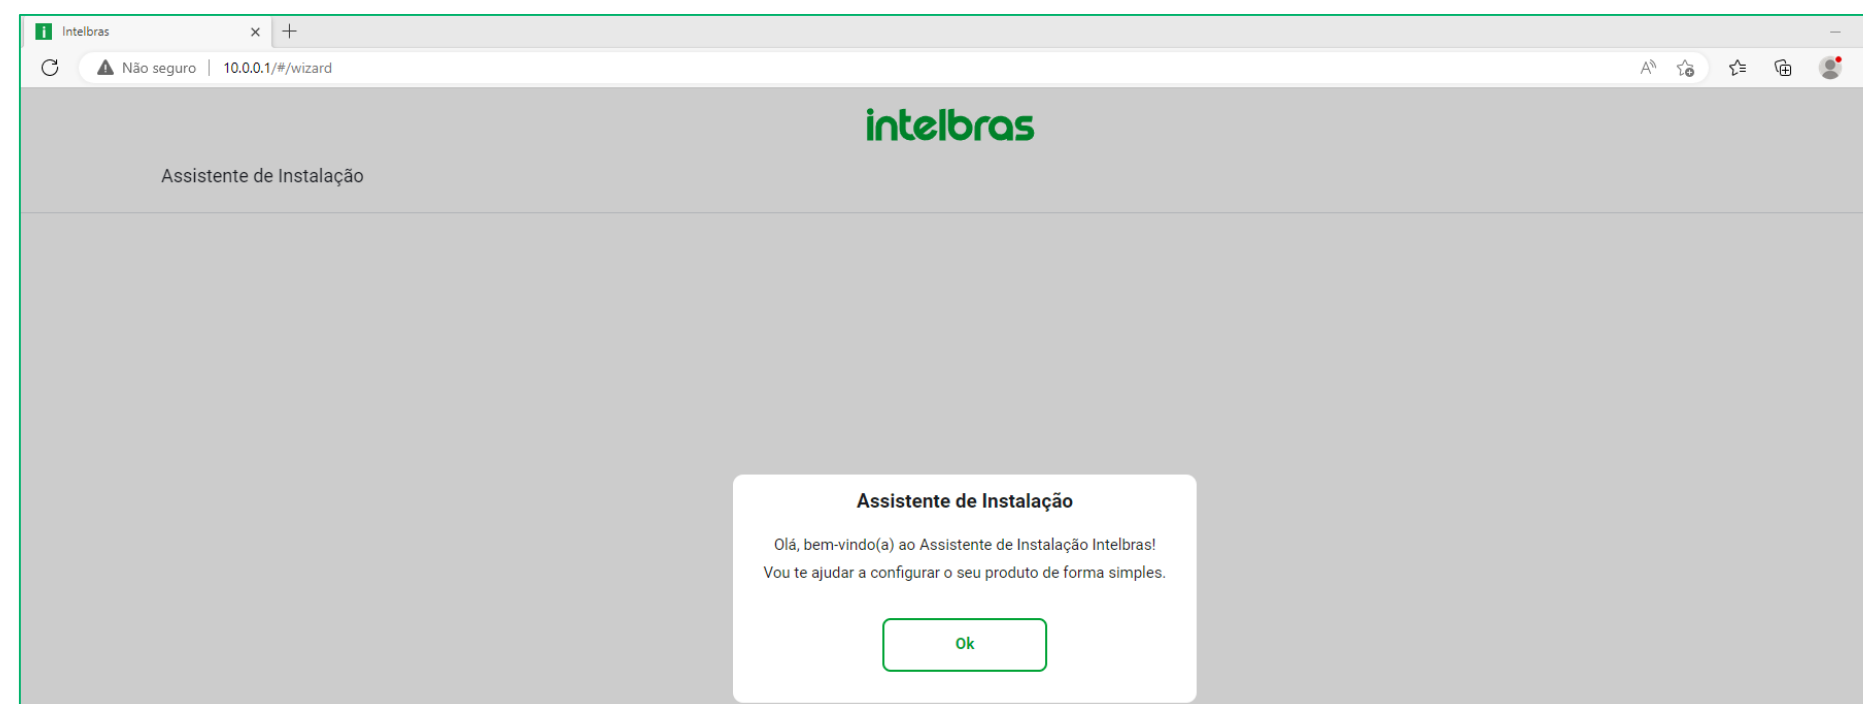 Intelbras
Não seguro | 10.0.0.1/#/wizard
intelbras
Assistente de Instalação
Assistente de Instalação
Olá, bem-vindo(a) ao Assistente de Instalação Intelbras!
Vou te ajudar a configurar o seu produto de forma simples.
Ok